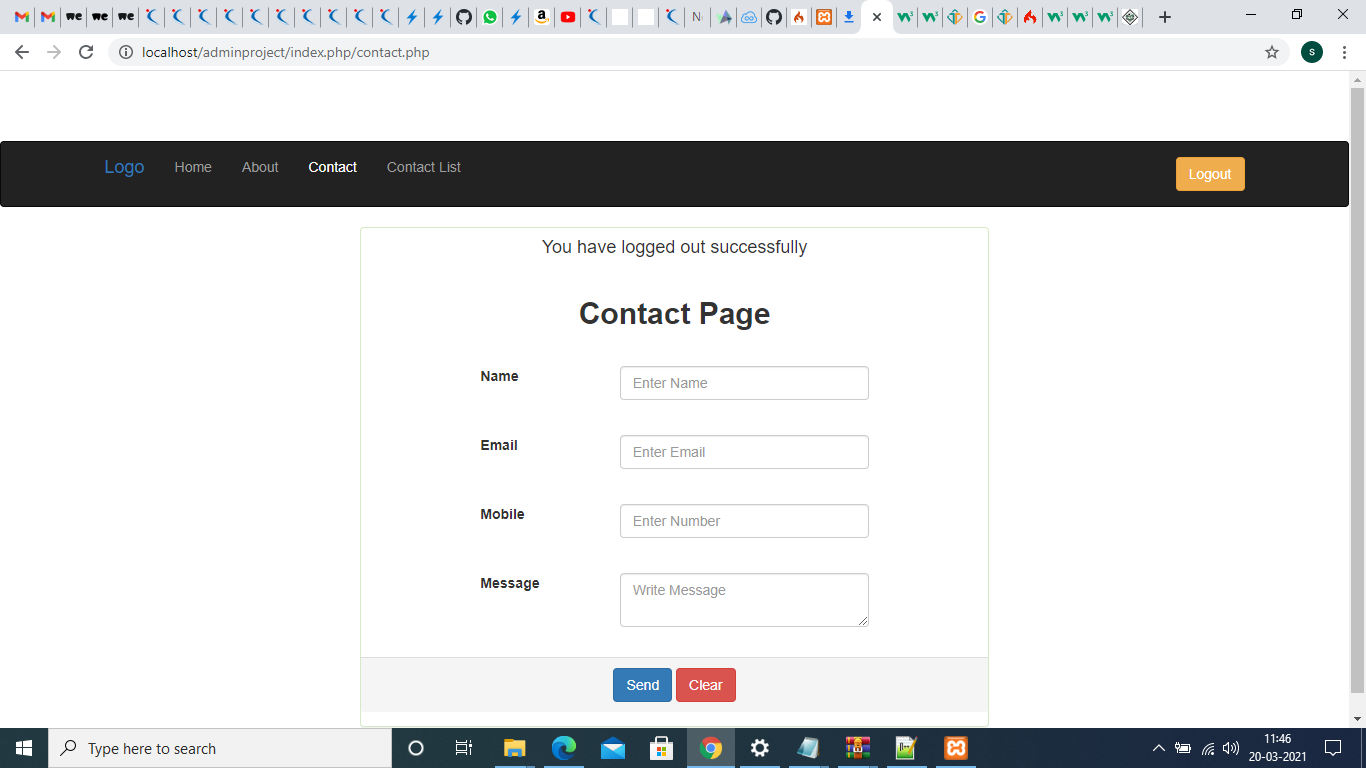 localhost/adminproject/index.php/contact.php
S
Logo Home About Contact Contact List Logout
You have logged out successfully
Contact Page
Name Enter Name
Email Enter Email
Mobile Enter Number
Message Write Message
Send Clear
Type here to search
11:46
20-03-2021